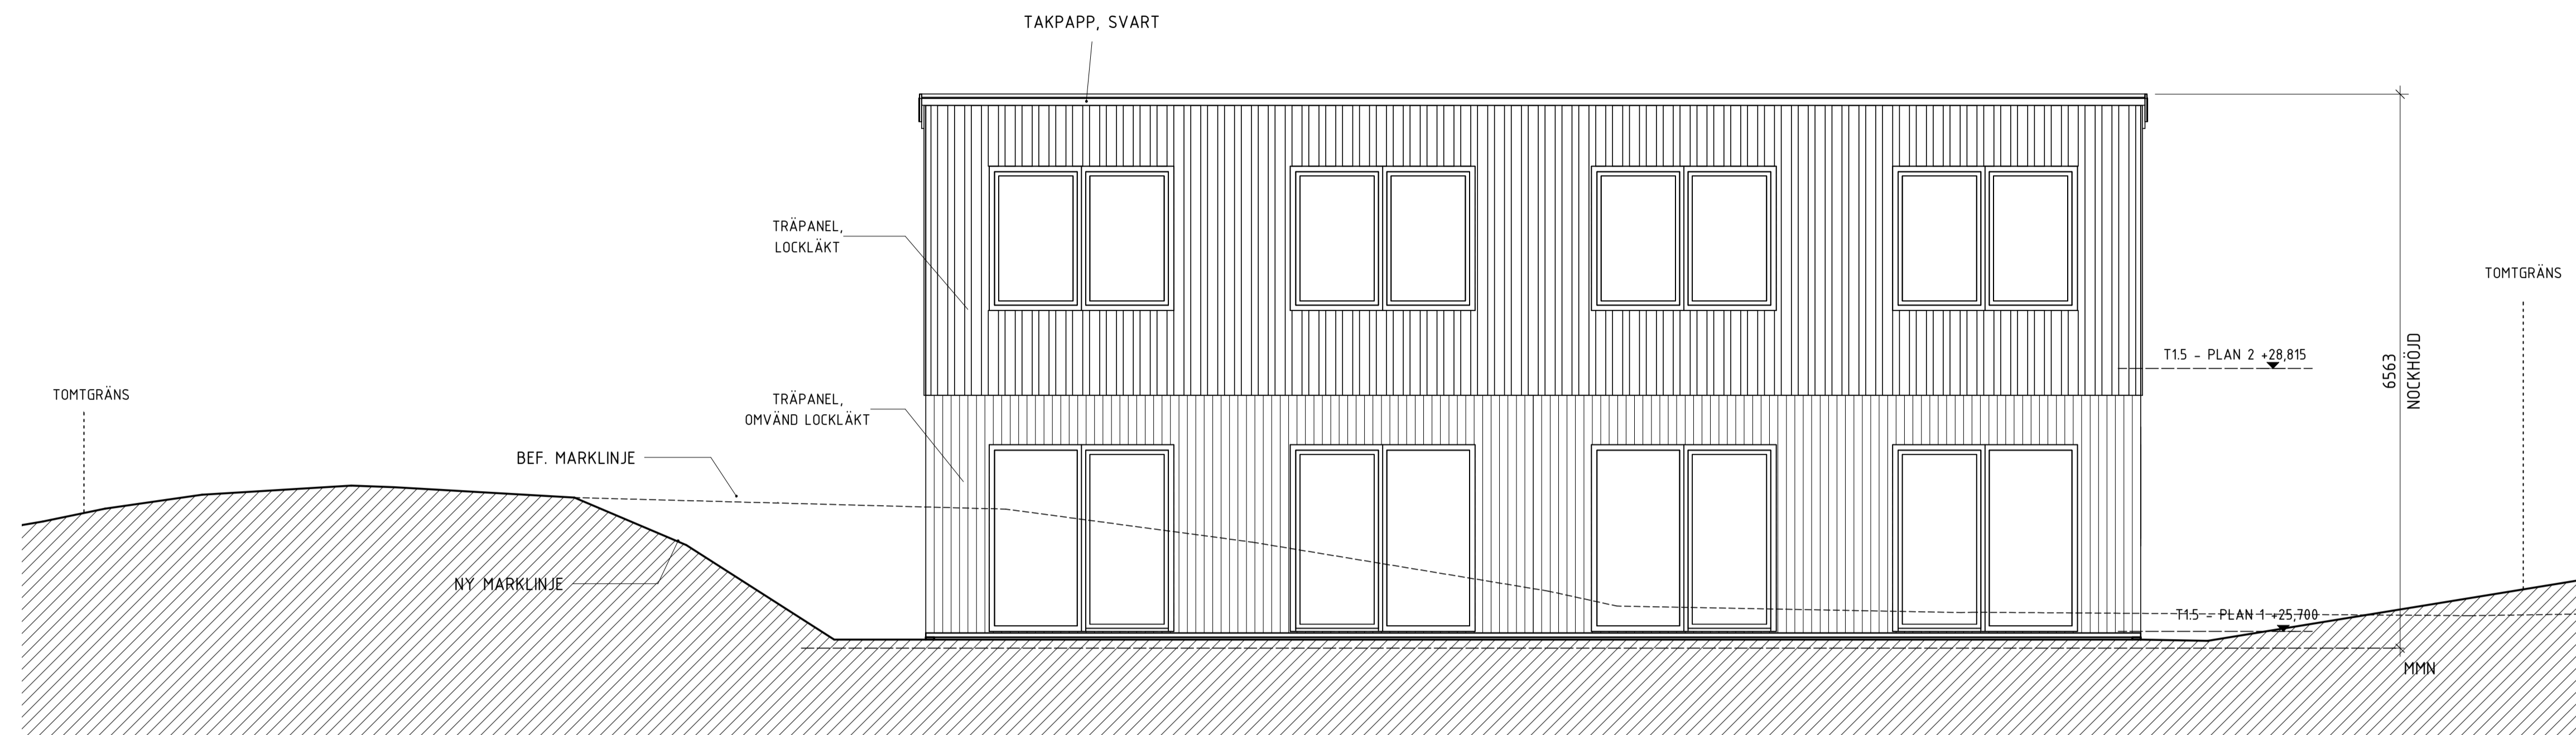 TAKPAPP, SVART
TRÄPANEL,
LOCKLÄKT
TOMTGRÄNS
T1.5 - PLAN 2 +28,815
6563
NOCKHÖJD
TOMTGRÄNS
TRÄPANEL,
OMVÄND LOCKLÄKT
BEF. MARKLINJE
NY MARKLINJE
T1.5 - PLAN 1 +25,700
MMN